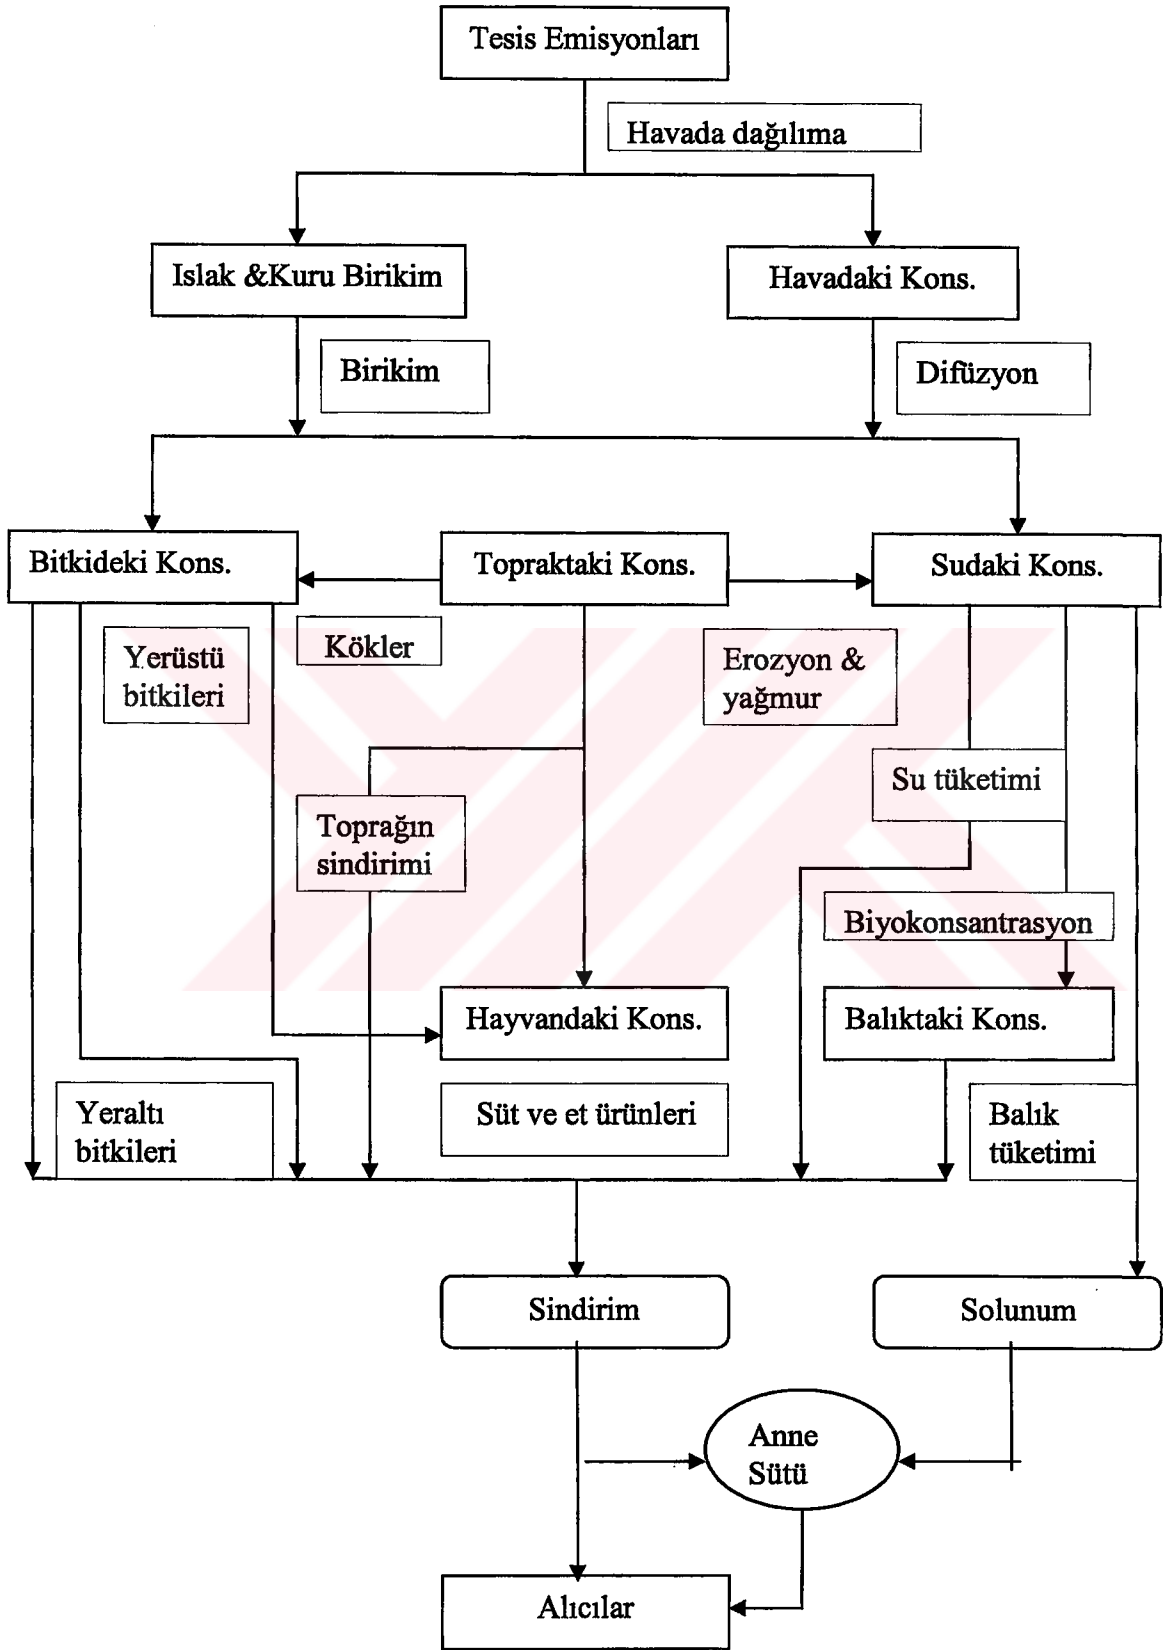 Tesis Emisyonları
Havada dağılıma
Islak &Kuru Birikim
Havadaki Kons.
Birikim
Difüzyon
Bitkideki Kons.
Topraktaki Kons.
Sudaki Kons.
Yerüstü
bitkileri
Kökler
Erozyon &
yağmur
Su tüketimi
Toprağın
sindirimi
Biyokonsantrasyon
Hayvandaki Kons.
Balıktaki Kons.
Yeraltı
bitkileri
Süt ve et ürünleri
Balık
tüketimi
Sindirim
Solunum
Anne
Sütü
Alıcılar